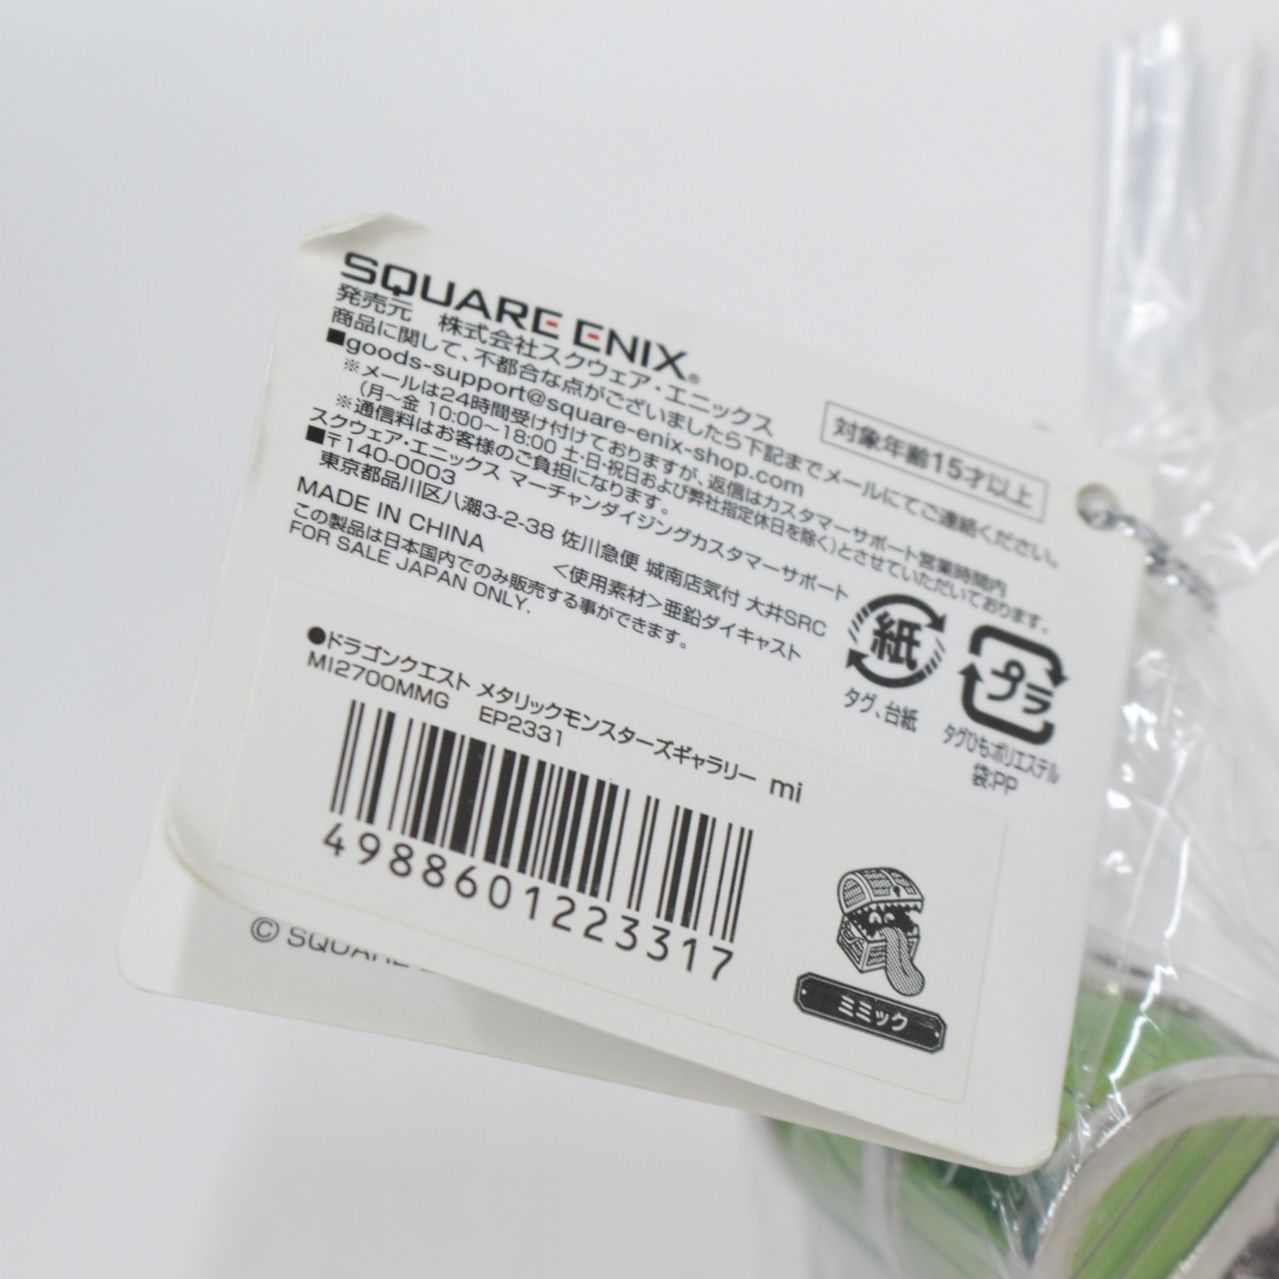 SQUARE ENIX®
発売元 株式会社スクウェア・エニックス
対象年齢15才以上
商品に関して、不都合な点がございましたら下記までメールにてご連絡ください。
■goods-support@square-enix-shop.com
※メールは24時間受け付けておりますが、返信はカスタマーサポート営業時間内
（月～金 10:00～18:00 土・日・祝日および弊社指定休日を除く）とさせていただいております。
※通信料はお客様のご負担になります。
スクウェア・エニックス マーチャンダイジングカスタマーサポート
■〒140-0003
東京都品川区八潮3-2-38 佐川急便 城南店気付 大井SRC
MADE IN CHINA
＜使用素材＞亜鉛ダイキャスト
この製品は日本国内でのみ販売する事ができます。
FOR SALE JAPAN ONLY.
紙
タグ、台紙
プラ
タグひも:ポリエステル
袋:PP
●ドラゴンクエスト メタリックモンスターズギャラリー mi
MI2700MMG EP2331
4988601223317
ミミック
© SQUARE